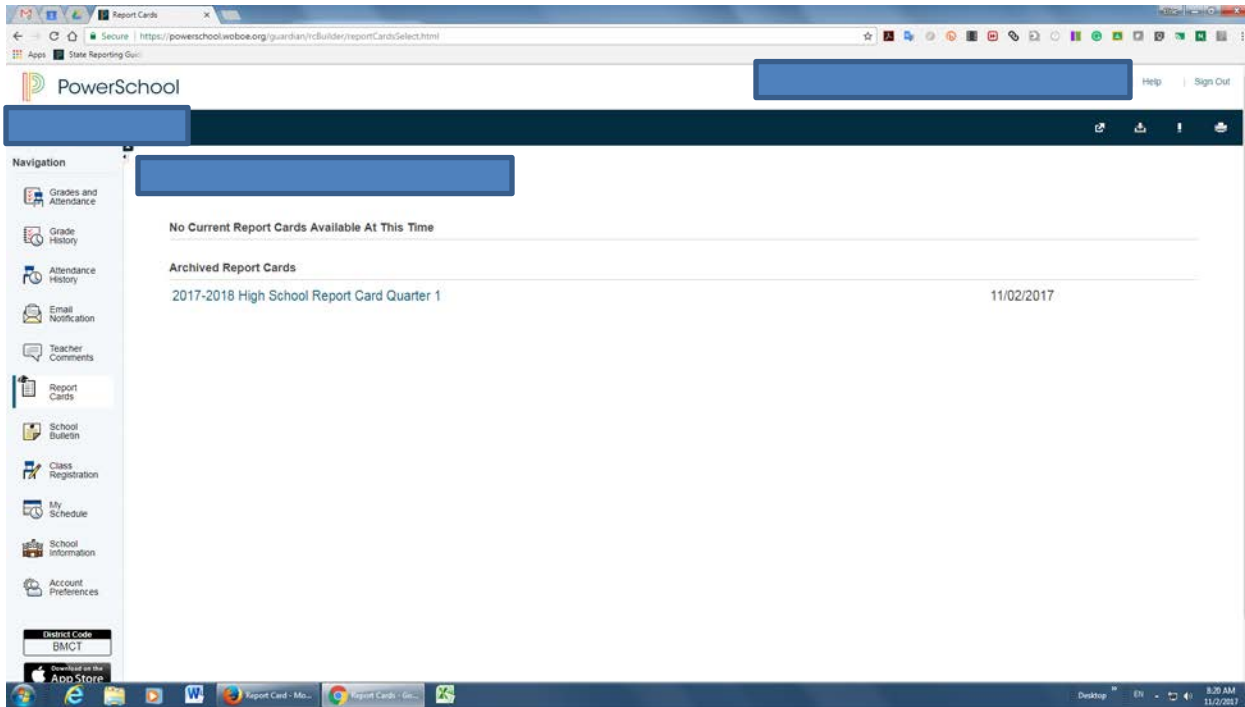 Report Cards
Secure | https://powerschool.woboe.org/guardian/rcBuilder/reportCardsSelect.html
Apps State Reporting Gui
PowerSchool
Help | Sign Out
Navigation
Grades and
Attendance
Grade
History
Attendance
History
Email
Notification
Teacher
Comments
Report
Cards
School
Bulletin
Class
Registration
My
Schedule
School
Information
Account
Preferences
No Current Report Cards Available At This Time
Archived Report Cards
2017-2018 High School Report Card Quarter 1 11/02/2017
District Code
BMCT
Download on the
App Store
Report Card - Mo...
Report Cards - Go...
Desktop
EN
8:20 AM
11/2/2017